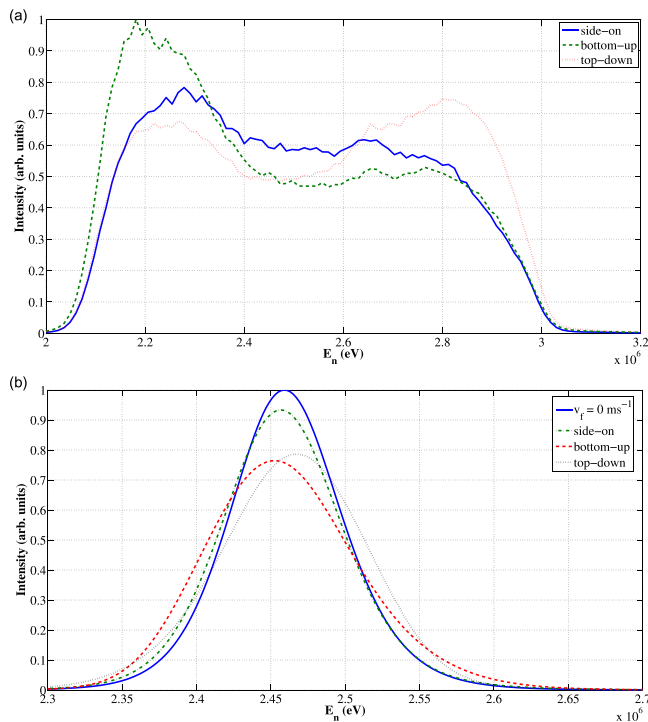 (a)
1
0.9
0.8
0.7
0.6
0.5
0.4
0.3
0.2
0.1
0
Intensity (arb. units)
side−on
bottom−up
top−down
2
2.2
2.4
2.6
2.8
3
3.2
E_n (eV)
x 10^6
(b)
1
0.9
0.8
0.7
0.6
0.5
0.4
0.3
0.2
0.1
0
Intensity (arb. units)
v_f = 0 ms^−1
side−on
bottom−up
top−down
2.3
2.35
2.4
2.45
2.5
2.55
2.6
2.65
2.7
E_n (eV)
x 10^6